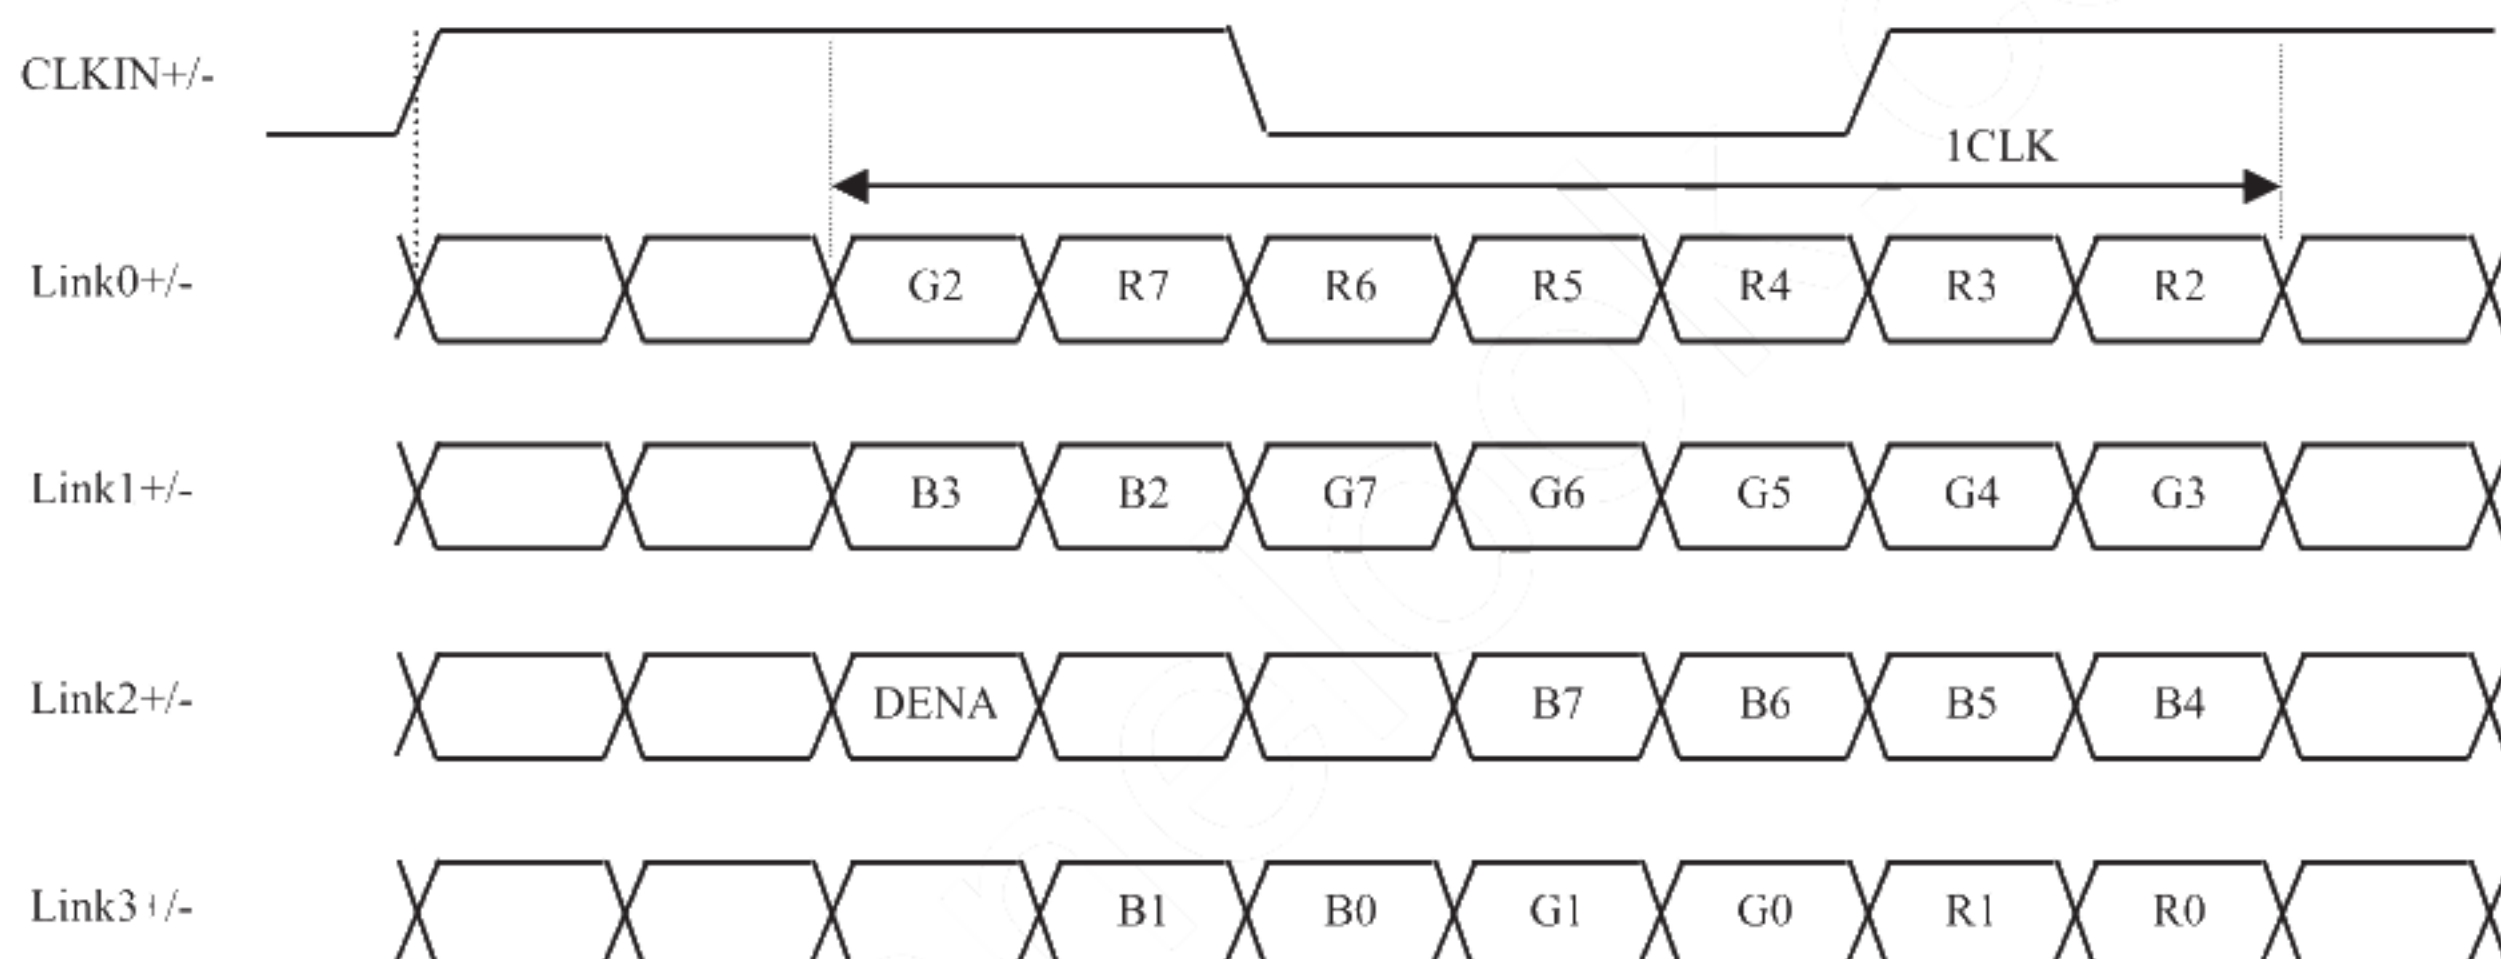 CLKIN+/-
1CLK
Link0+/- G2 R7 R6 R5 R4 R3 R2
Link1+/- B3 B2 G7 G6 G5 G4 G3
Link2+/- DENA B7 B6 B5 B4
Link3+/- B1 B0 G1 G0 R1 R0